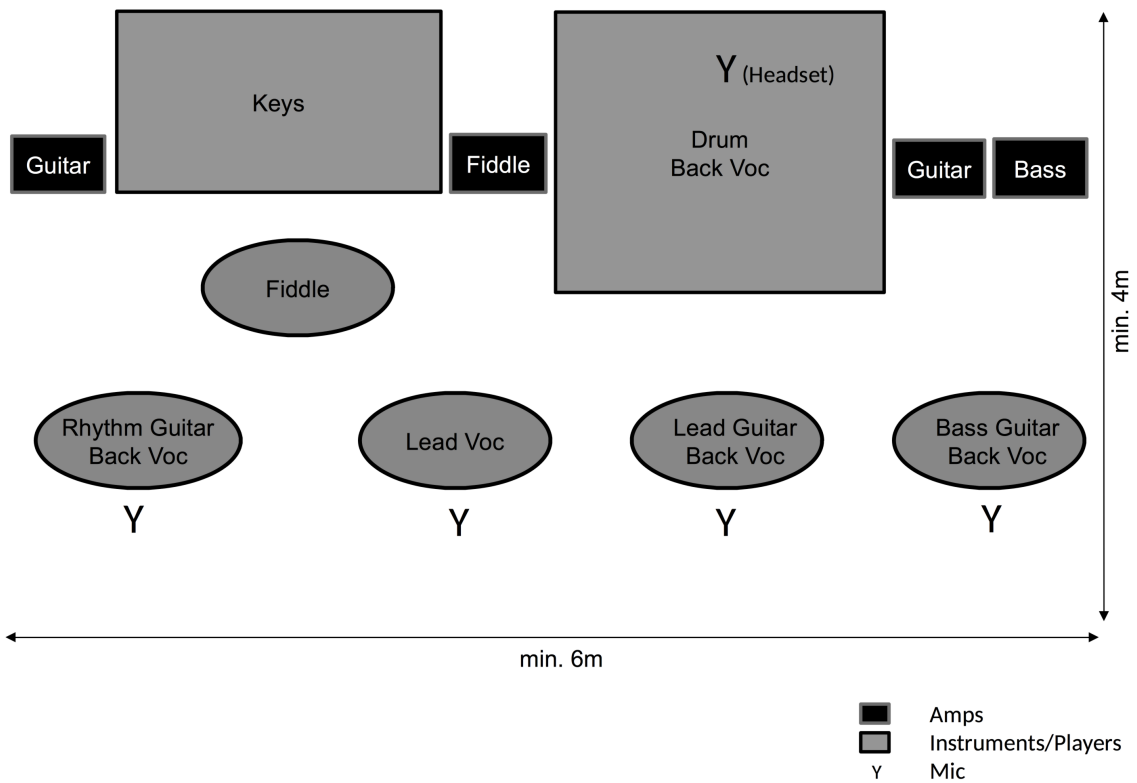 Y (Headset)
Keys
Drum
Back Voc
Guitar
Fiddle
Guitar
Bass
Fiddle
Rhythm Guitar
Back Voc
Lead Voc
Lead Guitar
Back Voc
Bass Guitar
Back Voc
Y
Y
Y
Y
min. 4m
min. 6m
Amps
Instruments/Players
Y Mic